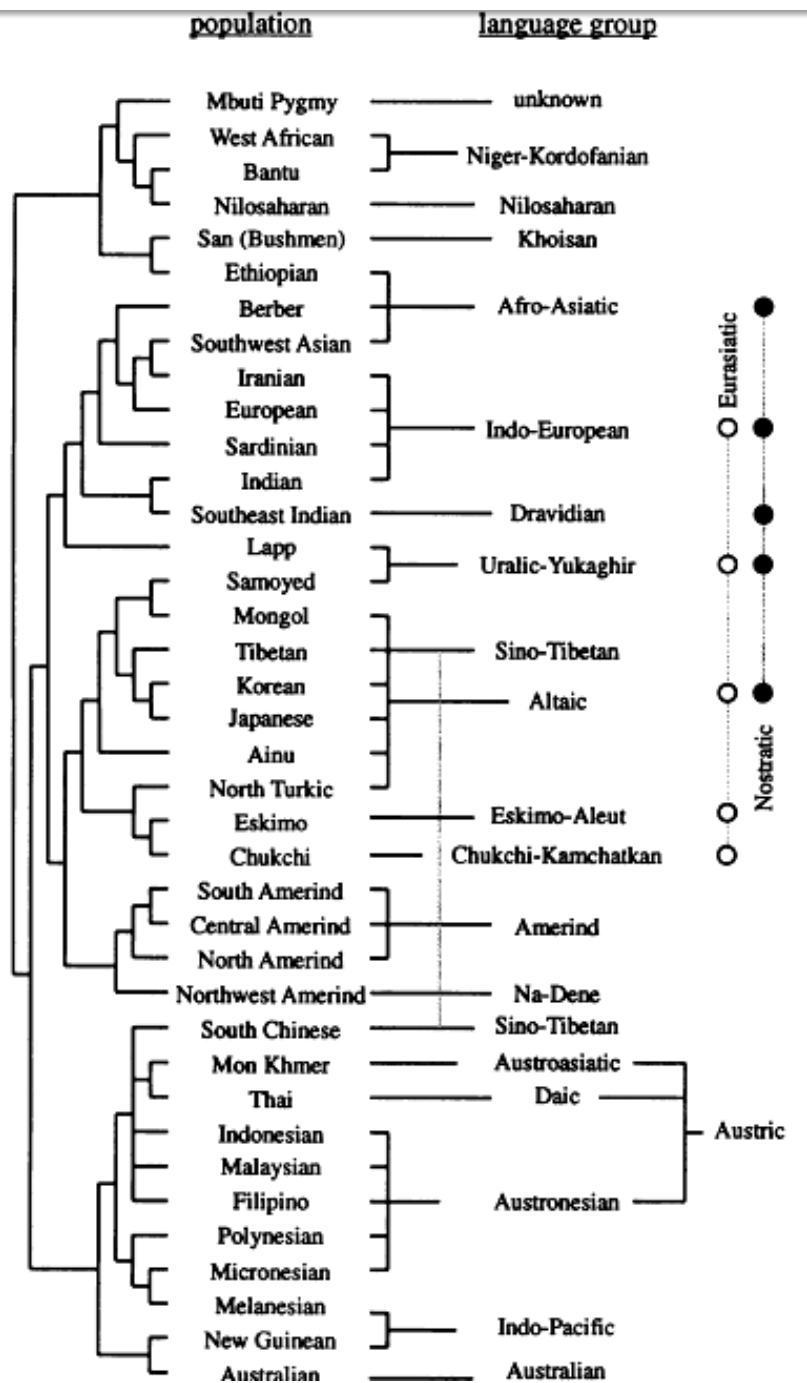 population language group
Mbuti Pygmy unknown
West African
Niger-Kordofanian
Bantu
Nilosaharan Nilosaharan
San (Bushmen) Khoisan
Ethiopian
Berber Afro-Asiatic
Southwest Asian
Eurasiatic
Iranian
European
Indo-European
Sardinian
Indian
Southeast Indian Dravidian
Lapp
Uralic-Yukaghir
Samoyed
Mongol
Tibetan Sino-Tibetan
Korean
Altaic
Japanese
Ainu
Nostratic
North Turkic
Eskimo Eskimo-Aleut
Chukchi Chukchi-Kamchatkan
South Amerind
Central Amerind Amerind
North Amerind
Northwest Amerind Na-Dene
South Chinese Sino-Tibetan
Mon Khmer Austroasiatic
Thai Daic
Indonesian Austric
Malaysian
Filipino Austronesian
Polynesian
Micronesian
Melanesian
Indo-Pacific
New Guinean
Australian Australian